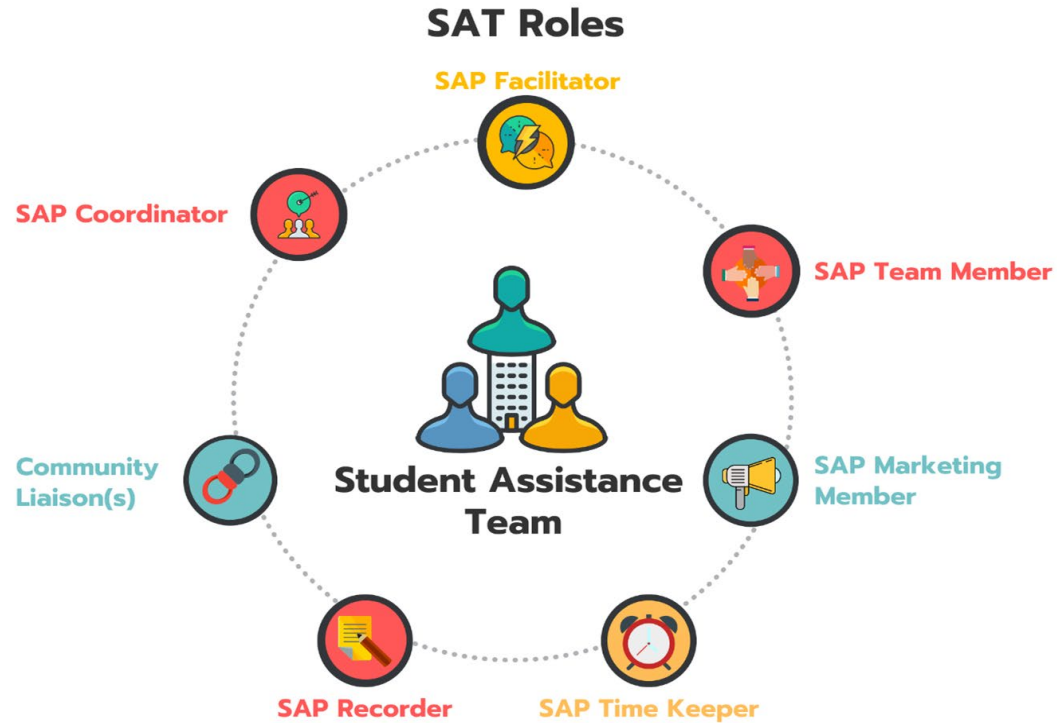 SAT Roles
SAP Facilitator
SAP Coordinator
SAP Team Member
Community
Liaison(s)
Student Assistance
Team
SAP Marketing
Member
SAP Recorder
SAP Time Keeper